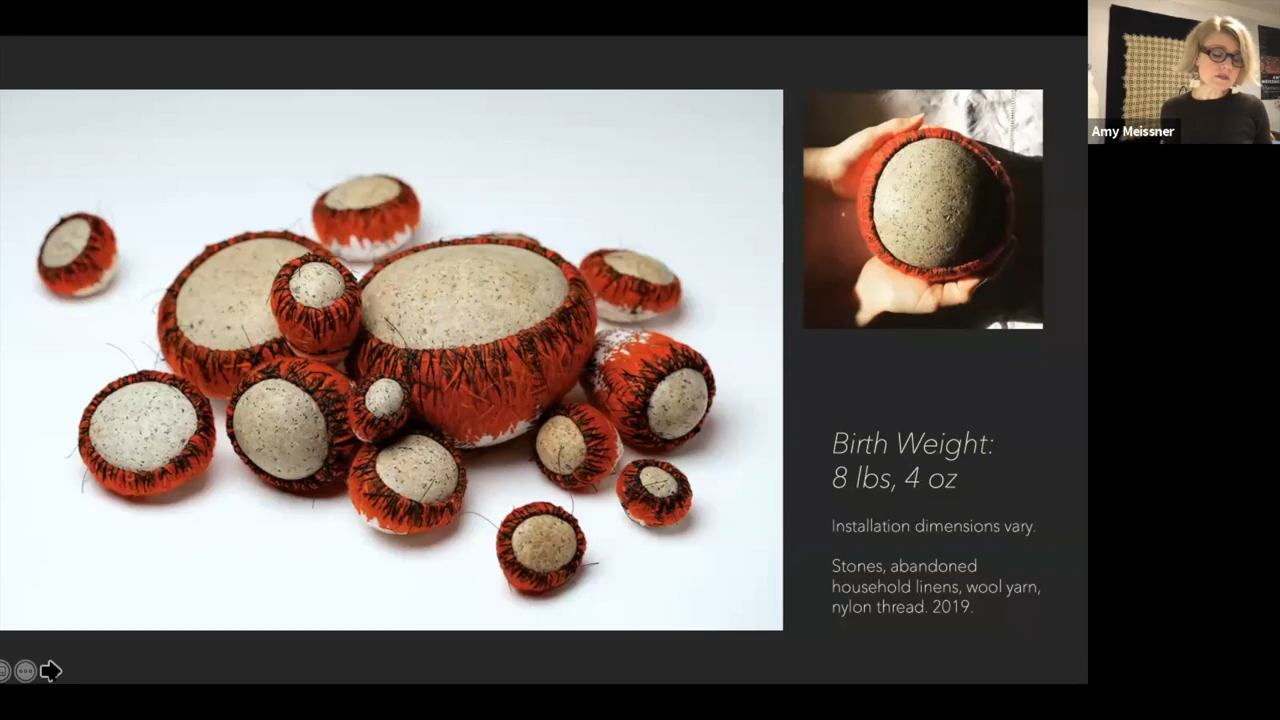 Amy Meissner
Birth Weight:
8 lbs, 4 oz
Installation dimensions vary.
Stones, abandoned
household linens, wool yarn,
nylon thread. 2019.